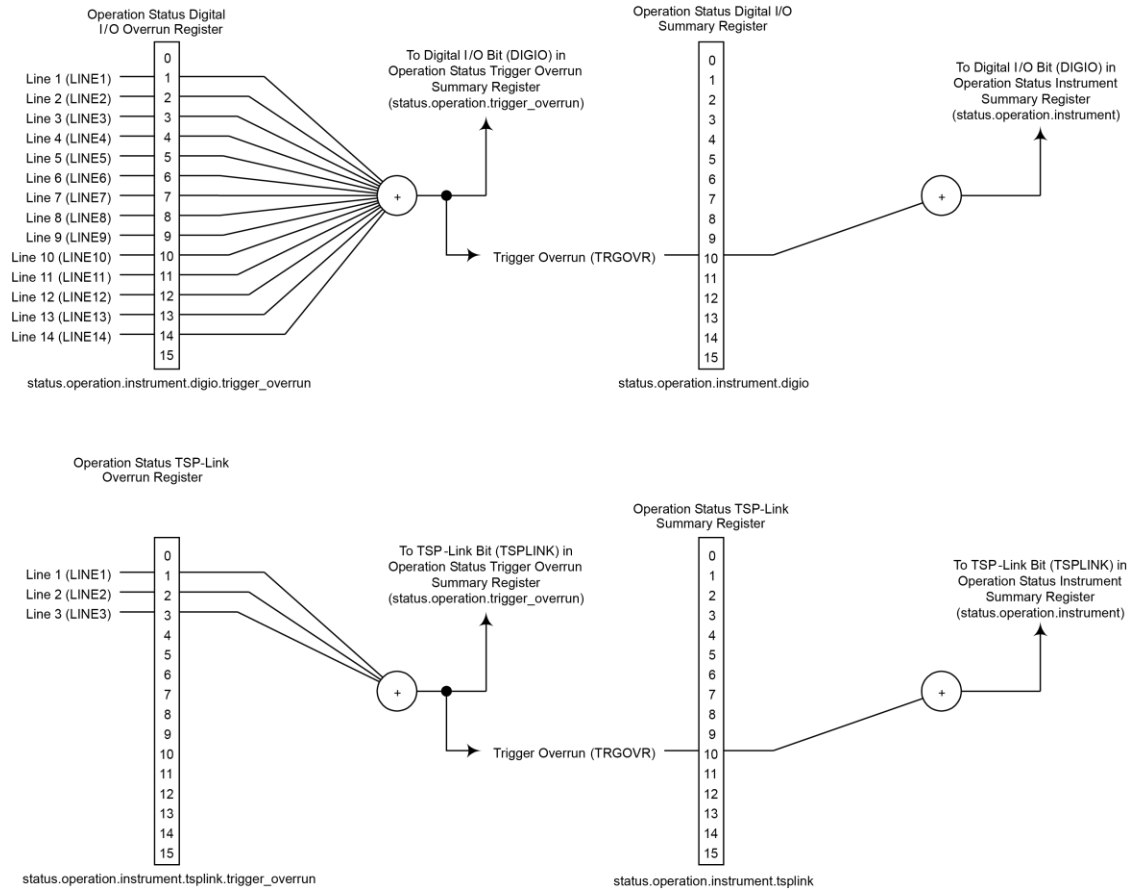 Operation Status Digital
I/O Overrun Register
0
1
2
3
4
5
6
7
8
9
10
11
12
13
14
15
Line 1 (LINE1)
Line 2 (LINE2)
Line 3 (LINE3)
Line 4 (LINE4)
Line 5 (LINE5)
Line 6 (LINE6)
Line 7 (LINE7)
Line 8 (LINE8)
Line 9 (LINE9)
Line 10 (LINE10)
Line 11 (LINE11)
Line 12 (LINE12)
Line 13 (LINE13)
Line 14 (LINE14)
status.operation.instrument.digio.trigger_overrun
+
To Digital I/O Bit (DIGIO) in
Operation Status Trigger Overrun
Summary Register
(status.operation.trigger_overrun)
Trigger Overrun (TRGOVR)
Operation Status Digital I/O
Summary Register
0
1
2
3
4
5
6
7
8
9
10
11
12
13
14
15
status.operation.instrument.digio
+
To Digital I/O Bit (DIGIO) in
Operation Status Instrument
Summary Register
(status.operation.instrument)
Operation Status TSP-Link
Overrun Register
0
1
2
3
4
5
6
7
8
9
10
11
12
13
14
15
Line 1 (LINE1)
Line 2 (LINE2)
Line 3 (LINE3)
status.operation.instrument.tsplink.trigger_overrun
+
To TSP-Link Bit (TSPLINK) in
Operation Status Trigger Overrun
Summary Register
(status.operation.trigger_overrun)
Trigger Overrun (TRGOVR)
Operation Status TSP-Link
Summary Register
0
1
2
3
4
5
6
7
8
9
10
11
12
13
14
15
status.operation.instrument.tsplink
+
To TSP-Link Bit (TSPLINK) in
Operation Status Instrument
Summary Register
(status.operation.instrument)